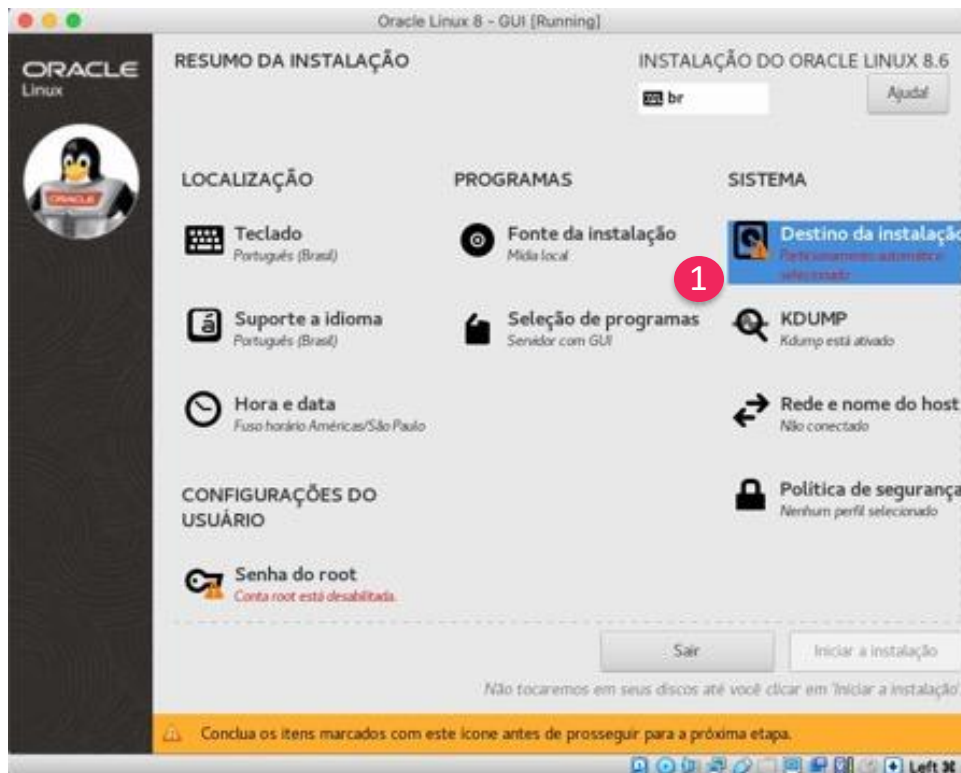 Oracle Linux 8 - GUI [Running]
ORACLE
Linux
RESUMO DA INSTALAÇÃO
INSTALAÇÃO DO ORACLE LINUX 8.6
br
Ajuda!
LOCALIZAÇÃO
Teclado
Português (Brasil)
Suporte a idioma
Português (Brasil)
Hora e data
Fuso horário Américas/São Paulo
CONFIGURAÇÕES DO
USUÁRIO
Senha do root
Conta root está desabilitada.
PROGRAMAS
Fonte da instalação
Mídia local
Seleção de programas
Servidor com GUI
SISTEMA
1
Destino da instalação
Particionamento automático
selecionado
KDUMP
Kdump está ativado
Rede e nome do host
Não conectado
Política de segurança
Nenhum perfil selecionado
Sair
Iniciar a instalação
Não tocaremos em seus discos até você clicar em 'Iniciar a instalação'.
Conclua os itens marcados com este ícone antes de prosseguir para a próxima etapa.
Left ⌘